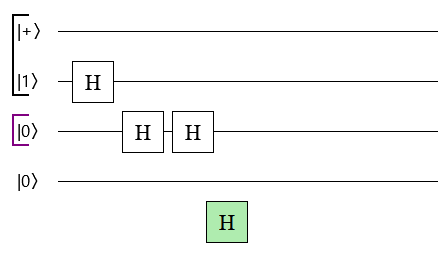 |+⟩
|1⟩ H
|0⟩ H H
|0⟩
H